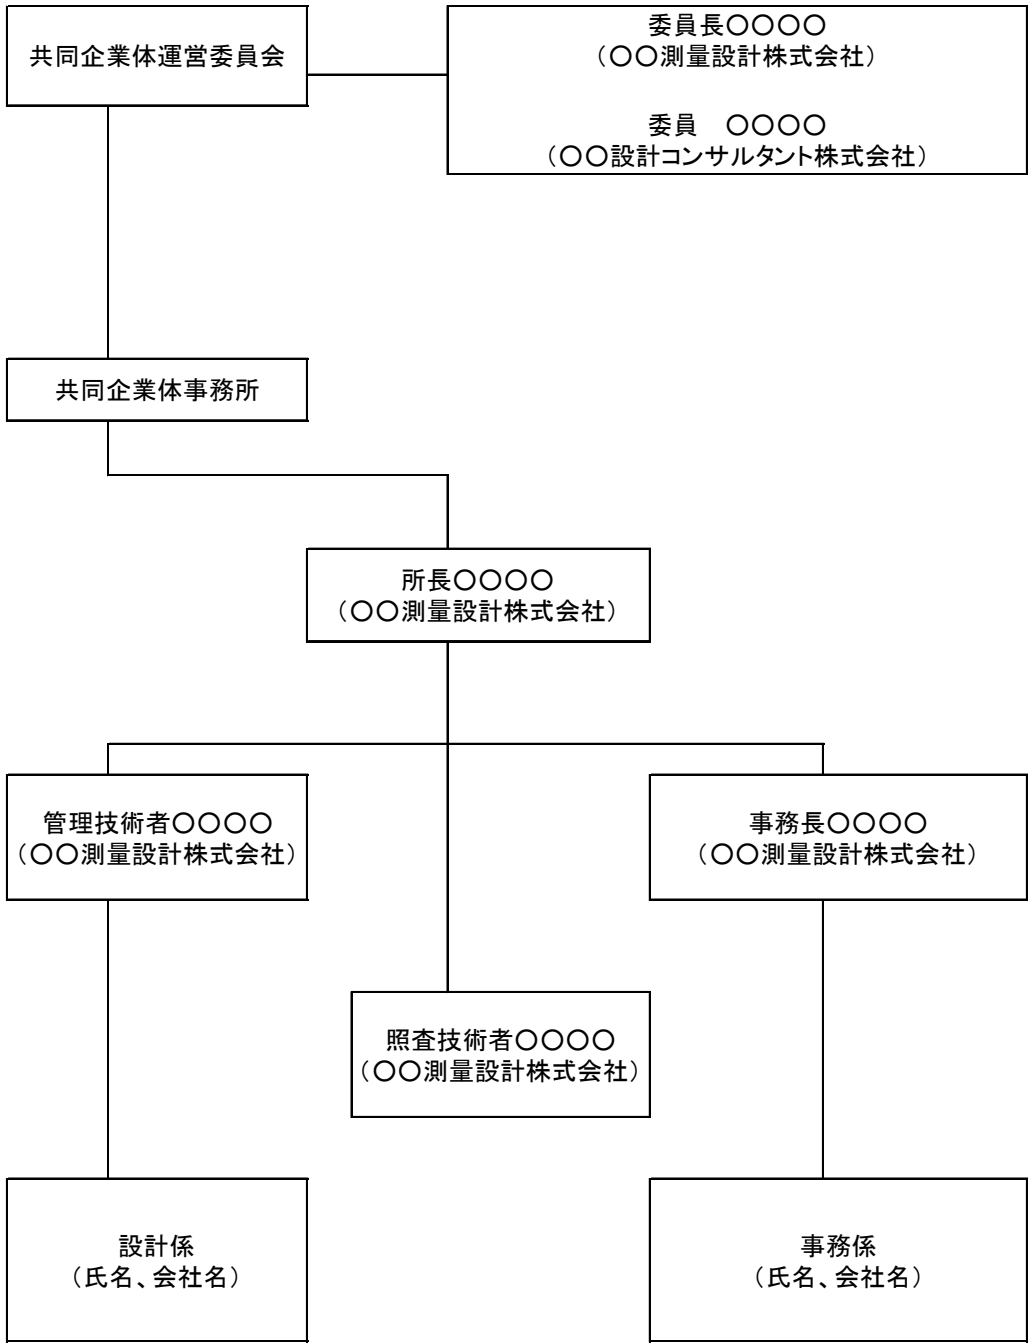 共同企業体運営委員会
委員長〇〇〇〇
（〇〇測量設計株式会社）
委員　〇〇〇〇
（〇〇設計コンサルタント株式会社）
共同企業体事務所
所長〇〇〇〇
（〇〇測量設計株式会社）
管理技術者〇〇〇〇
（〇〇測量設計株式会社）
事務長〇〇〇〇
（〇〇測量設計株式会社）
照査技術者〇〇〇〇
（〇〇測量設計株式会社）
設計係
（氏名、会社名）
事務係
（氏名、会社名）